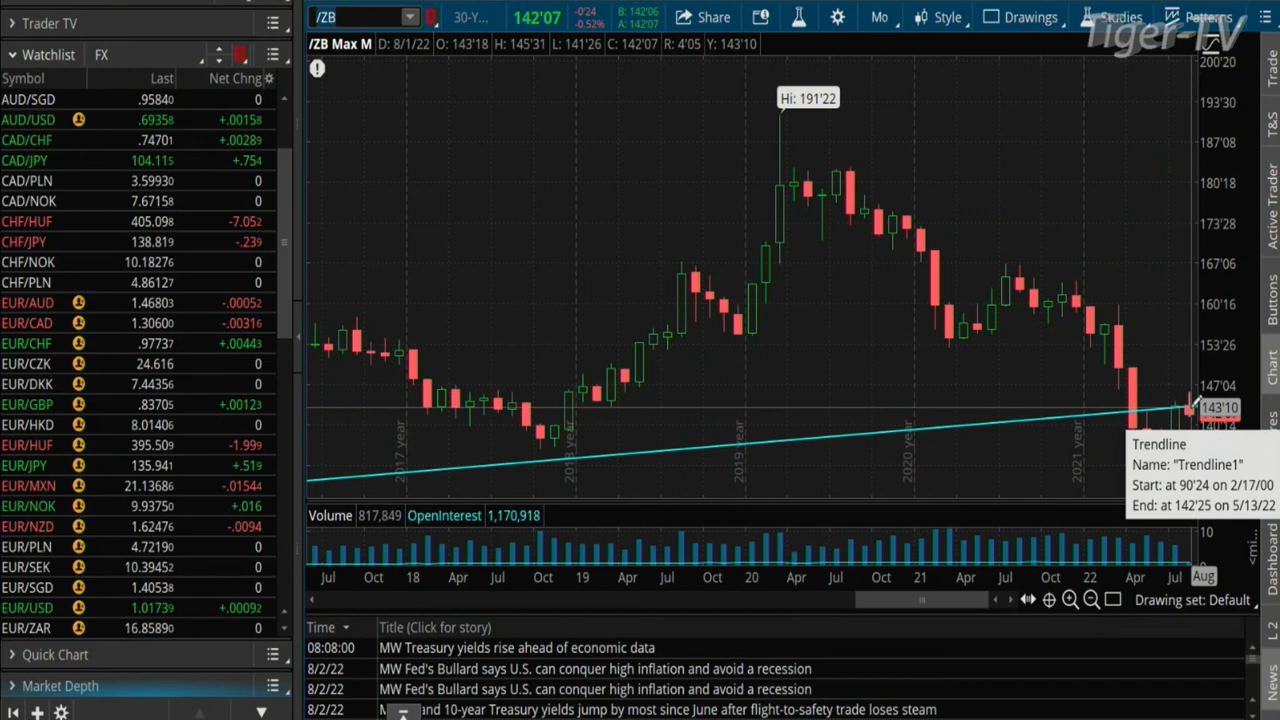 Trader TV
Watchlist FX
Symbol Last Net Chng
AUD/SGD .95840 0
AUD/USD .69358 +.00158
CAD/CHF .74701 +.00289
CAD/JPY 104.115 +.754
CAD/PLN 3.59930 0
CAD/NOK 7.67158 0
CHF/HUF 405.098 -7.052
CHF/JPY 138.819 -.239
CHF/NOK 10.18276 0
CHF/PLN 4.86127 0
EUR/AUD 1.46803 -.00052
EUR/CAD 1.30600 -.00316
EUR/CHF .97737 +.00443
EUR/CZK 24.616 0
EUR/DKK 7.44356 0
EUR/GBP .83705 +.00123
EUR/HKD 8.01406 0
EUR/HUF 395.509 -1.999
EUR/JPY 135.941 +.519
EUR/MXN 21.13686 -.01544
EUR/NOK 9.93750 +.016
EUR/NZD 1.62476 -.0094
EUR/PLN 4.72190 0
EUR/SEK 10.39452 0
EUR/SGD 1.40538 0
EUR/USD 1.01739 +.00092
EUR/ZAR 16.85890 0
Quick Chart
Market Depth
/ZB 30-Y... 142'07 -0'24 -0.52% B: 142'06 A: 142'07 Share Mo Style Drawings Studies Patterns
Tiger-TV
/ZB Max M D: 8/1/22 O: 143'18 H: 145'31 L: 141'26 C: 142'07 R: 4'05 Y: 143'10
200'20
Hi: 191'22
193'30
187'08
180'18
173'28
167'06
160'16
153'26
147'04
143'10
140'14
2017 year 2018 year 2019 year 2020 year 2021 year
Trendline
Name: "Trendline1"
Start: at 90'24 on 2/17/00
End: at 142'25 on 5/13/22
Volume 817,849 OpenInterest 1,170,918
10
<mi...
Jul Oct 18 Apr Jul Oct 19 Apr Jul Oct 20 Apr Jul Oct 21 Apr Jul Oct 22 Apr Jul Aug
Drawing set: Default
Time Title (Click for story)
08:08:00 MW Treasury yields rise ahead of economic data
8/2/22 MW Fed's Bullard says U.S. can conquer high inflation and avoid a recession
8/2/22 MW Fed's Bullard says U.S. can conquer high inflation and avoid a recession
8/2/22 and 10-year Treasury yields jump by most since June after flight-to-safety trade loses steam
Trade
T&S
Active Trader
Buttons
Chart
Dashboard
L 2
News